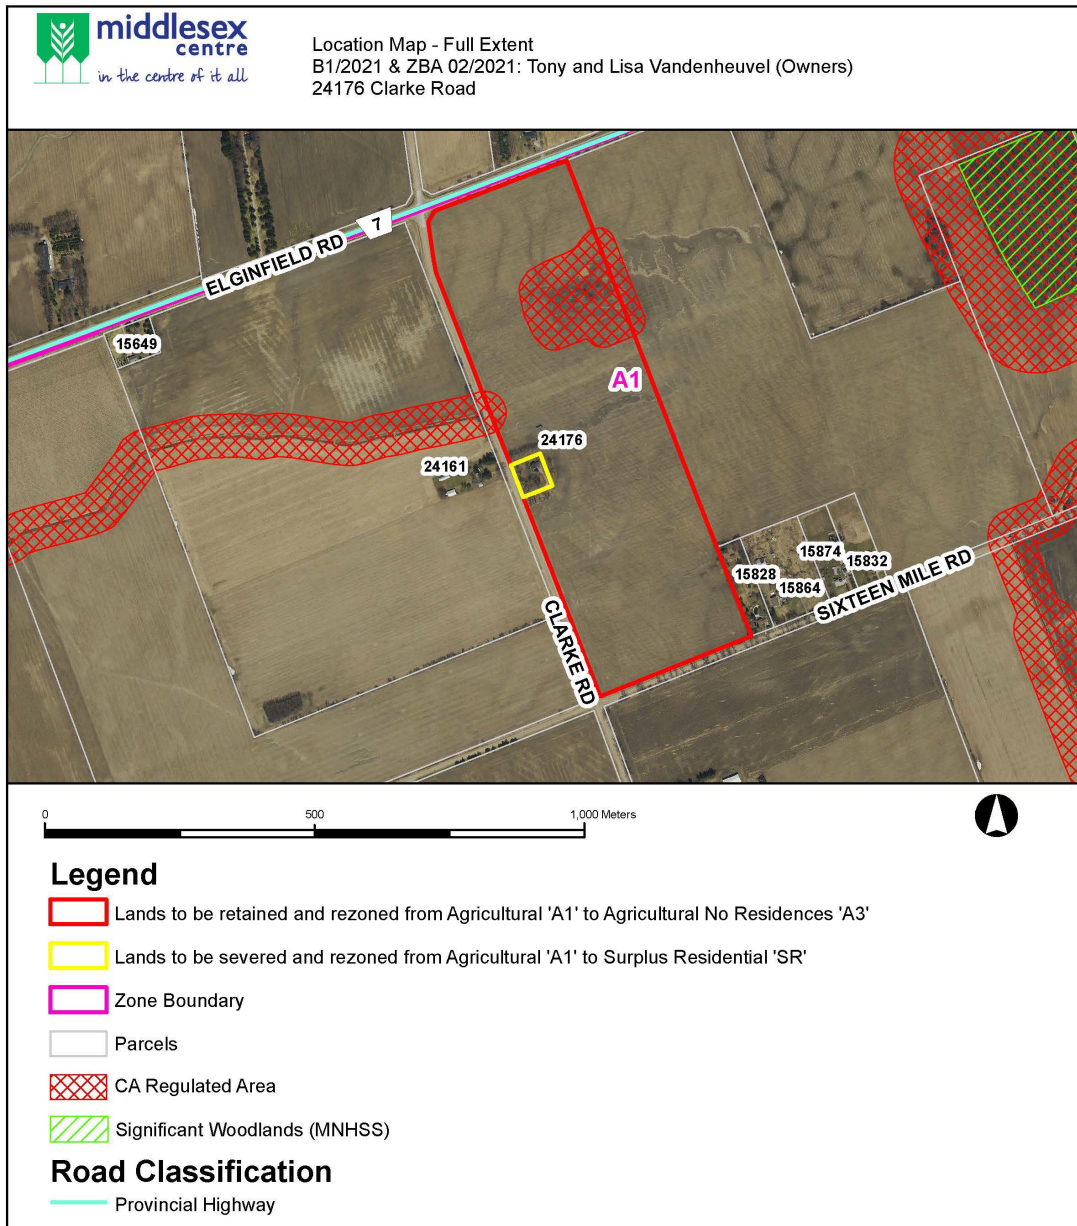 middlesex
centre
in the centre of it all
Location Map - Full Extent
B1/2021 & ZBA 02/2021: Tony and Lisa Vandenheuvel (Owners)
24176 Clarke Road
7
ELGINFIELD RD
15649
A1
24176
24161
15874
15832
15828
15864
SIXTEEN MILE RD
CLARKE RD
0 500 1,000 Meters
Legend
Lands to be retained and rezoned from Agricultural 'A1' to Agricultural No Residences 'A3'
Lands to be severed and rezoned from Agricultural 'A1' to Surplus Residential 'SR'
Zone Boundary
Parcels
CA Regulated Area
Significant Woodlands (MNHSS)
Road Classification
Provincial Highway